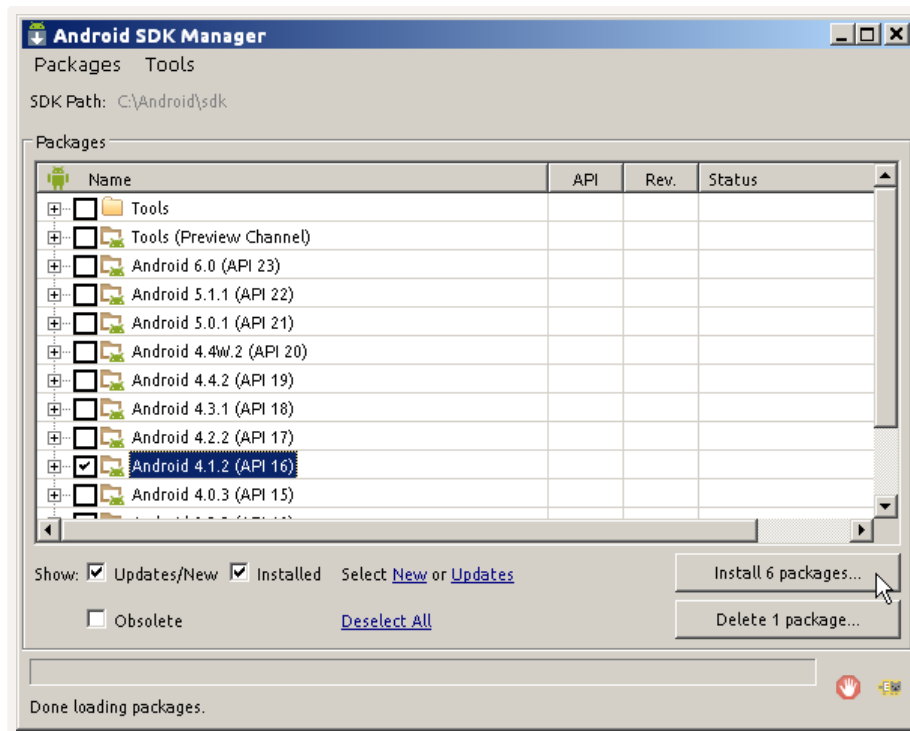 Android SDK Manager
Packages Tools
SDK Path: C:\Android\sdk
Packages
Name API Rev. Status
Tools
Tools (Preview Channel)
Android 6.0 (API 23)
Android 5.1.1 (API 22)
Android 5.0.1 (API 21)
Android 4.4W.2 (API 20)
Android 4.4.2 (API 19)
Android 4.3.1 (API 18)
Android 4.2.2 (API 17)
Android 4.1.2 (API 16)
Android 4.0.3 (API 15)
Show: Updates/New Installed Select New or Updates Install 6 packages...
Obsolete Deselect All Delete 1 package...
Done loading packages.